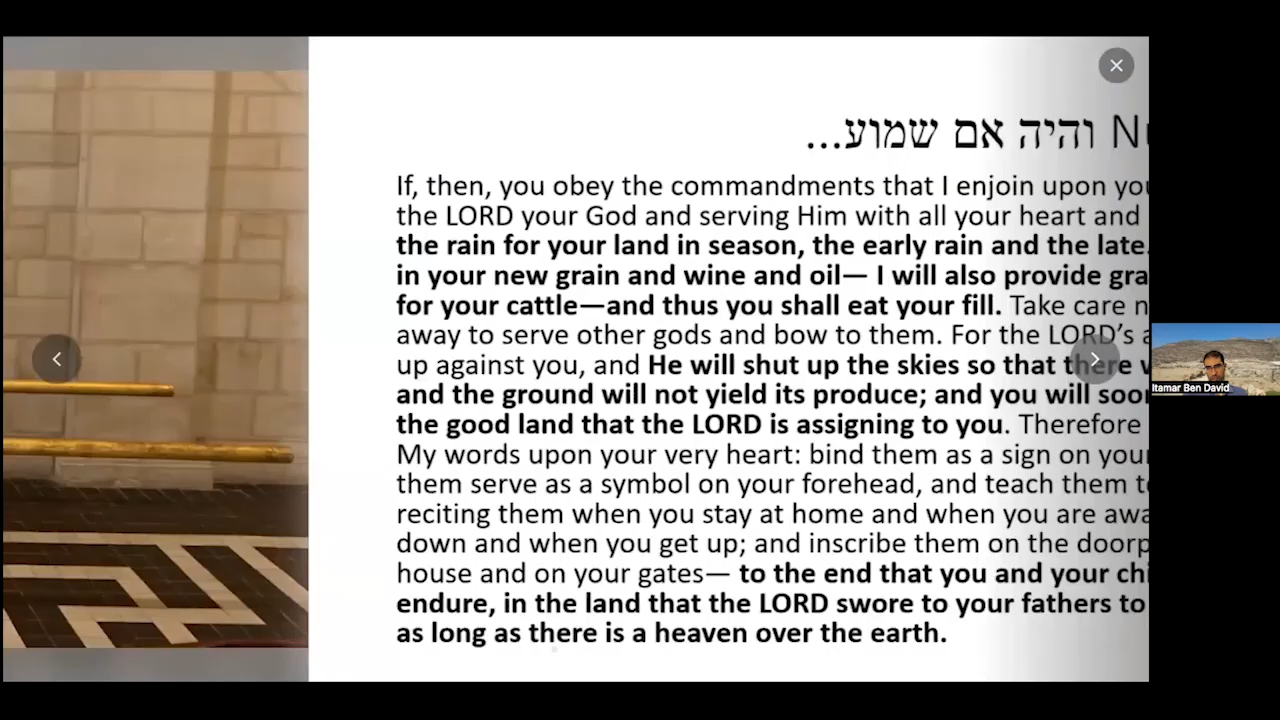 והיה אם שמוע...
If, then, you obey the commandments that I enjoin upon
the LORD your God and serving Him with all your heart and
the rain for your land in season, the early rain and the late.
in your new grain and wine and oil— I will also provide
for your cattle—and thus you shall eat your fill. Take care
away to serve other gods and bow to them. For the LORD’s
up against you, and He will shut up the skies so that there
and the ground will not yield its produce; and you will
the good land that the LORD is assigning to you. Therefore
My words upon your very heart: bind them as a sign on
them serve as a symbol on your forehead, and teach them
reciting them when you stay at home and when you are
down and when you get up; and inscribe them on the
house and on your gates— to the end that you and your
endure, in the land that the LORD swore to your fathers to
as long as there is a heaven over the earth.
Itamar Ben David